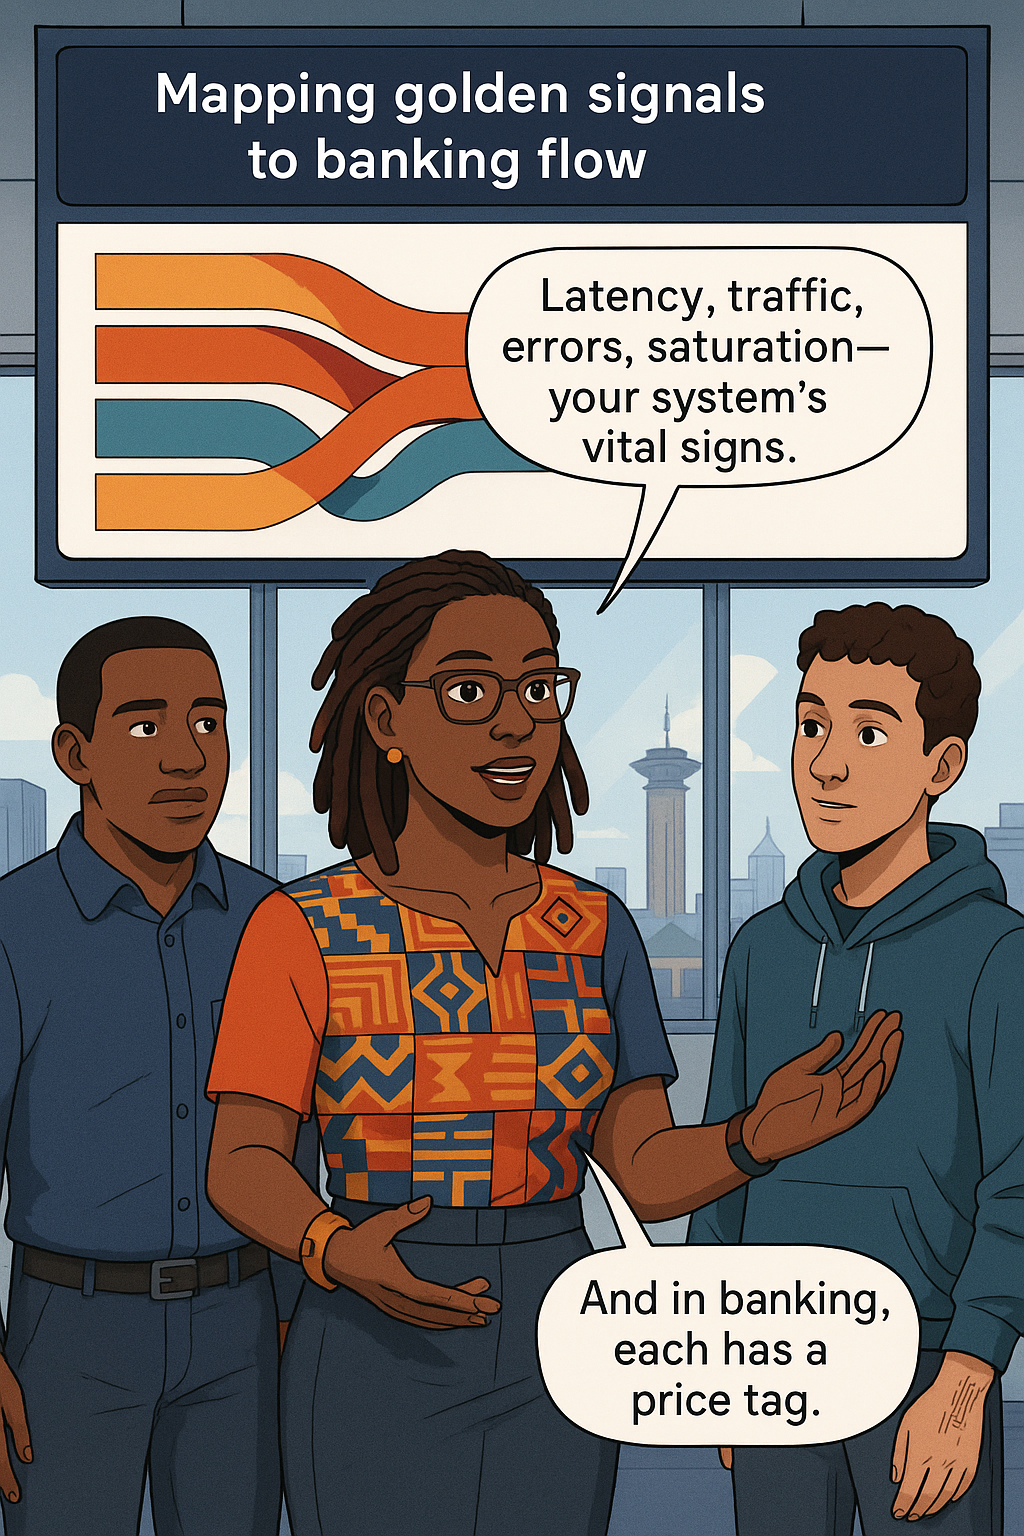 Mapping golden signals
to banking flow
Latency, traffic,
errors, saturation—
your system's
vital signs.
And in banking,
each has a
price tag.